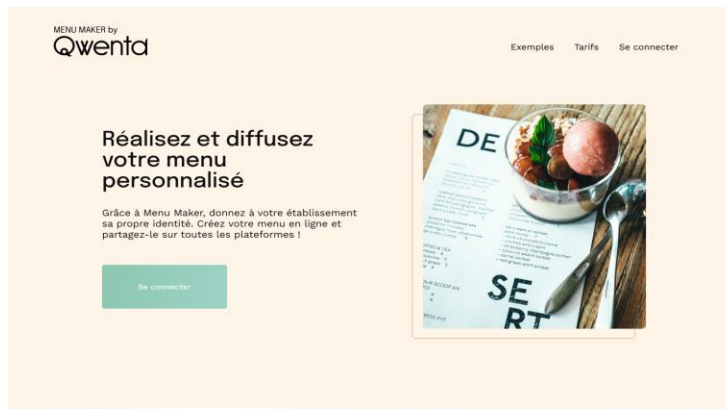 MENU MAKER by
Qwenta
Exemples Tarifs Se connecter
Réalisez et diffusez
votre menu
personnalisé
Grâce à Menu Maker, donnez à votre établissement
sa propre identité. Créez votre menu en ligne et
partagez-le sur toutes les plateformes !
Se connecter
DE
SE
RT